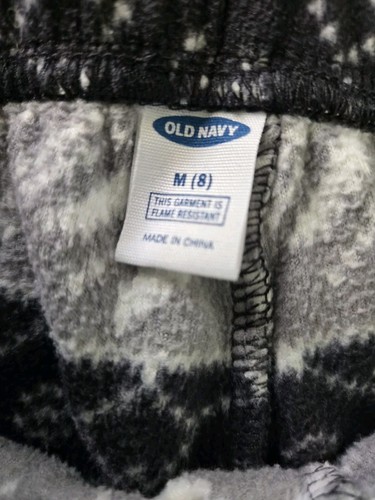 OLD NAVY
M (8)
THIS GARMENT IS
FLAME RESISTANT
MADE IN CHINA